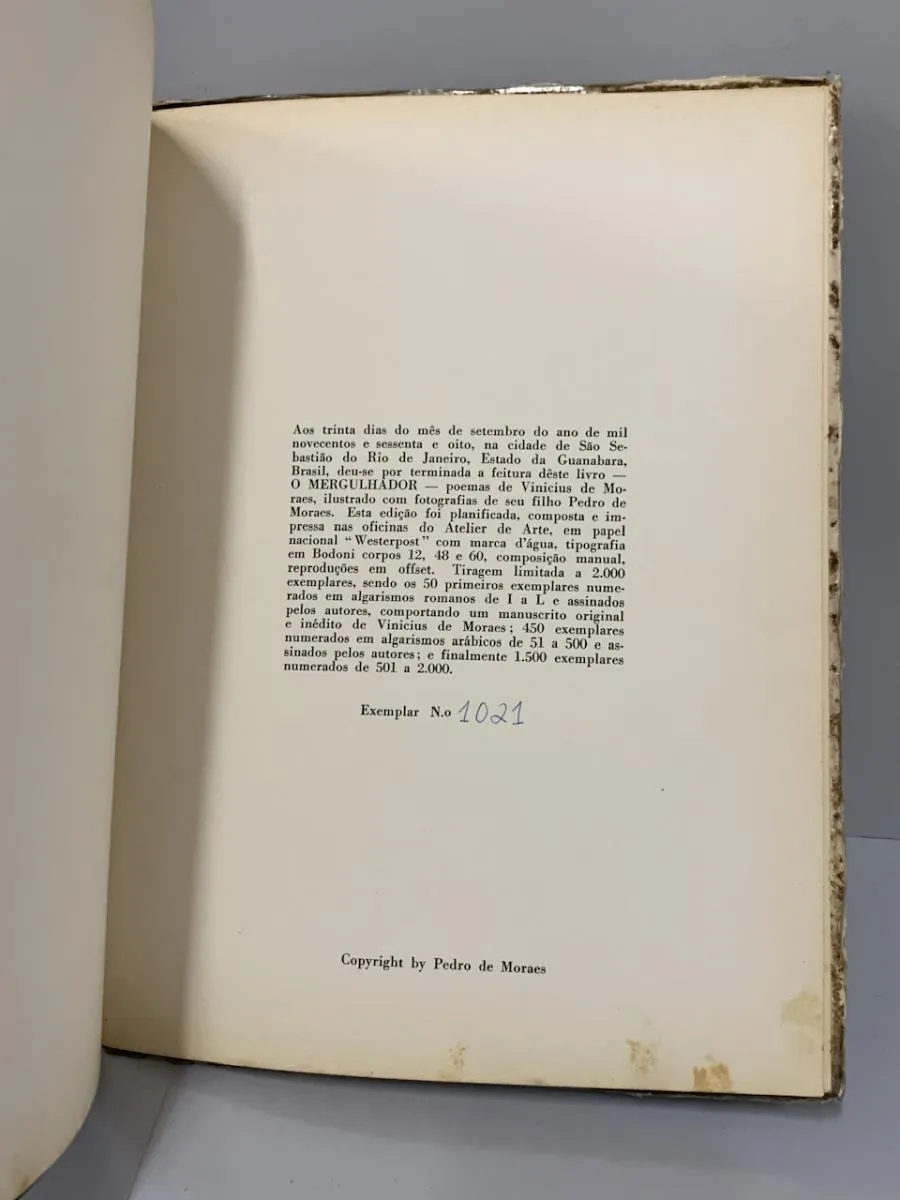 Aos trinta dias do mês de setembro do ano de mil
novecentos e sessenta e oito, na cidade de São Se-
bastião do Rio de Janeiro, Estado da Guanabara,
Brasil, deu-se por terminada a feitura dêste livro —
O MERGULHADOR — poemas de Vinicius de Mo-
raes, ilustrado com fotografias de seu filho Pedro de
Moraes. Esta edição foi planificada, composta e im-
pressa nas oficinas do Atelier de Arte, em papel
nacional "Westerpost" com marca d'água, tipografia
em Bodoni corpos 12, 48 e 60, composição manual,
reproduções em offset. Tiragem limitada a 2.000
exemplares, sendo os 50 primeiros exemplares nume-
rados em algarismos romanos de I a L e assinados
pelos autores, comportando um manuscrito original
e inédito de Vinicius de Moraes; 450 exemplares
numerados em algarismos arábicos de 51 a 500 e as-
sinados pelos autores; e finalmente 1.500 exemplares
numerados de 501 a 2.000.
Exemplar N.o 1021
Copyright by Pedro de Moraes